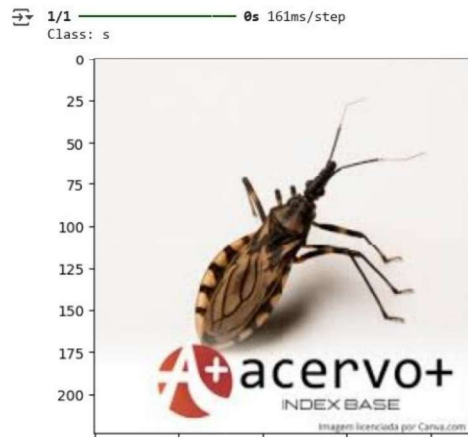 1/1 0s 161ms/step
Class: s
0
25
50
75
100
125
150
175
200
A+ acervo+
INDEX BASE
Imagem licenciada por Canva.com